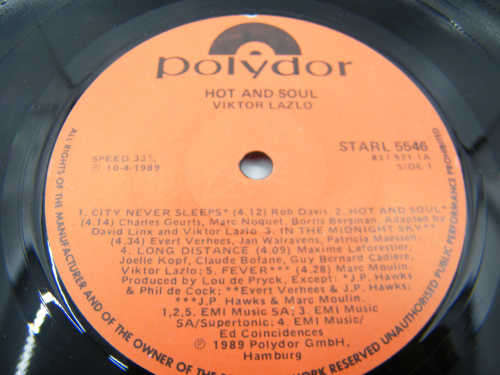 polydor
HOT AND SOUL
VIKTOR LAZLO
STARL 5546
SPEED 33⅓
SIDE 1
℗ 10-4-1989
1. CITY NEVER SLEEPS* (4.12) Rob Davis. 2. HOT AND SOUL*
(4.14) Charles Geurts, Marc Noquet, Borris Bergman. Adapted by
David Linx and Viktor Lazlo. 3. IN THE MIDNIGHT SKY**
(4.34) Evert Verhees, Jan Walravens, Patricia Maessen.
4. LONG DISTANCE (4.09) Maxime Laforestier,
Joelle Kopf, Claude Engel, Guy Bernard Cadière,
Viktor Lazlo; 5. FEVER*** (4.28) Marc Moulin.
Produced by Lou de Pryck, Except: *J.P. Hawks
& Phil de Cock; **Evert Verhees & J.P. Hawks;
***J.P. Hawks & Marc Moulin.
1,2,5. EMI Music SA; 3. EMI Music
SA/Supertonic; 4. EMI Music/
Ed Coincidences
℗ 1989 Polydor GmbH,
Hamburg
ALL RIGHTS OF THE MANUFACTURER AND OF THE OWNER OF THE WORK RESERVED UNAUTHORISED PUBLIC PERFORMANCE PROHIBITED